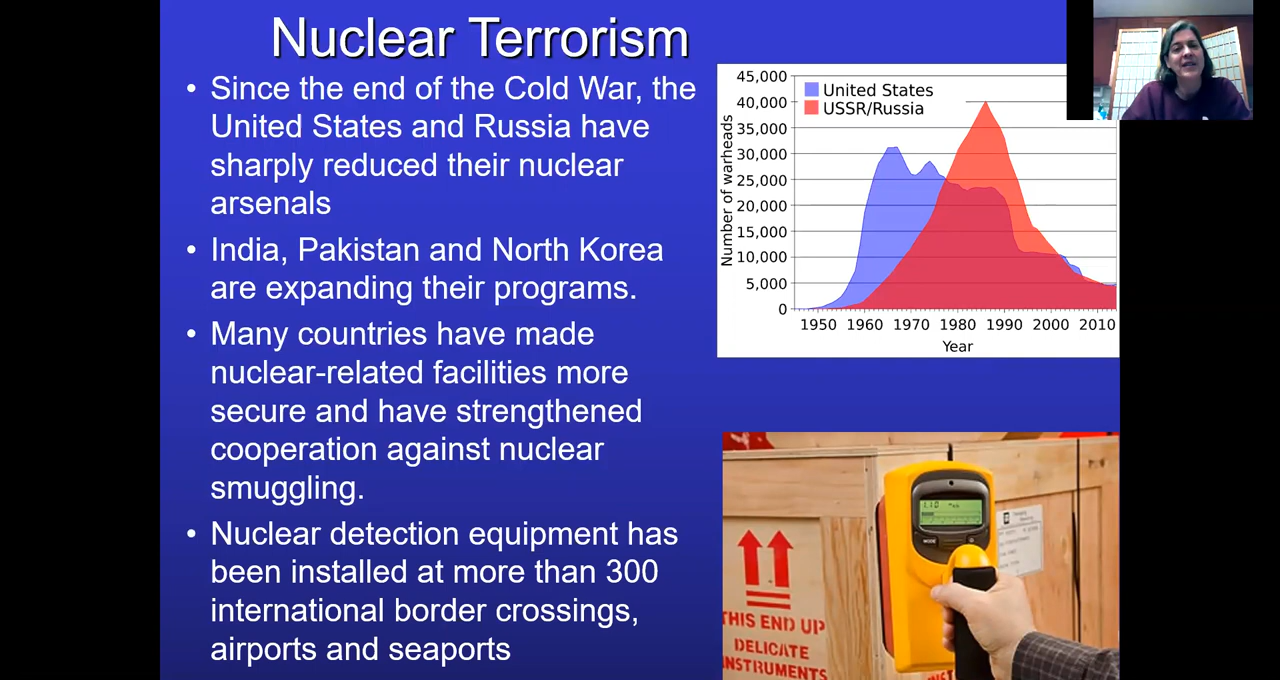 Nuclear Terrorism
• Since the end of the Cold War, the
United States and Russia have
sharply reduced their nuclear
arsenals
• India, Pakistan and North Korea
are expanding their programs.
• Many countries have made
nuclear-related facilities more
secure and have strengthened
cooperation against nuclear
smuggling.
• Nuclear detection equipment has
been installed at more than 300
international border crossings,
airports and seaports
United States
USSR/Russia
Number of warheads
45,000
40,000
35,000
30,000
25,000
20,000
15,000
10,000
5,000
0
1950 1960 1970 1980 1990 2000 2010
Year
MODE
THIS END UP
DELICATE
INSTRUMENTS